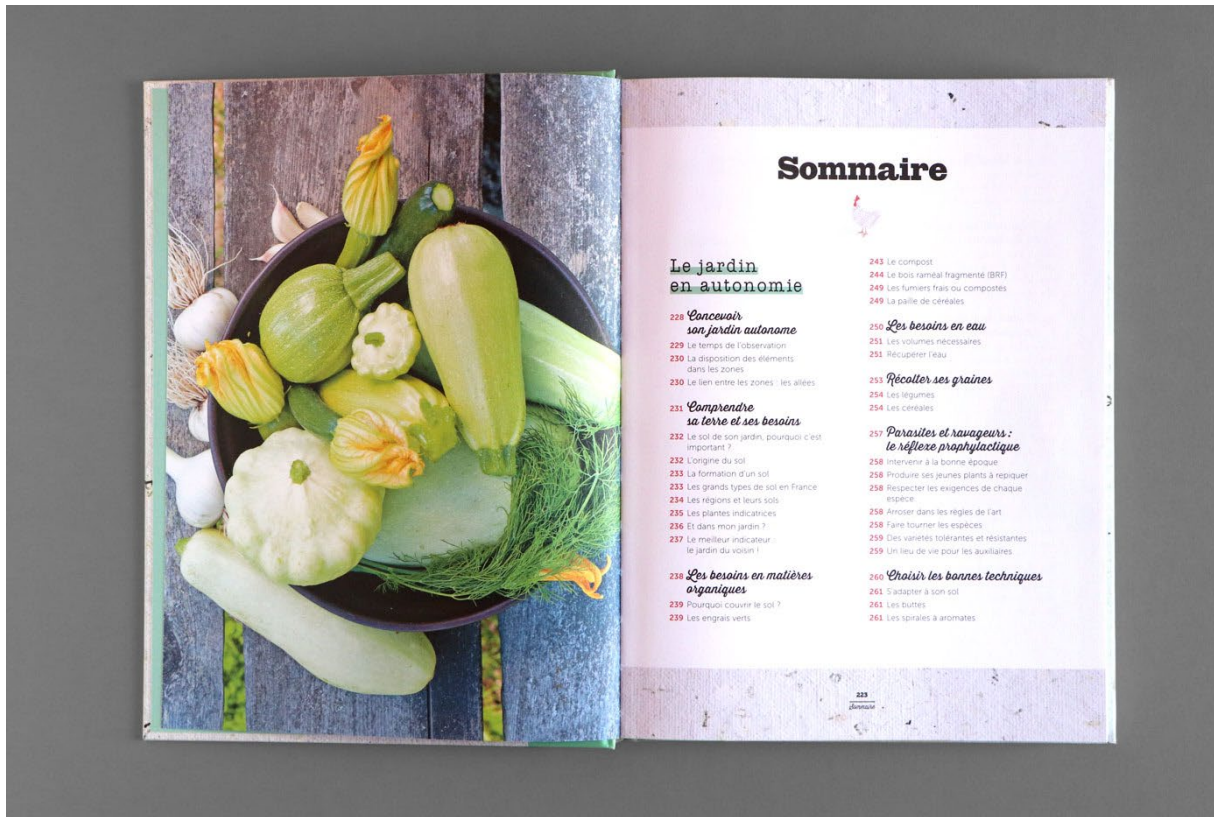 Sommaire
Le jardin
en autonomie
228 Concevoir
son jardin autonome
229 Le temps de l'observation
230 La disposition des éléments
dans les zones
230 Le lien entre les zones : les allées
231 Comprendre
sa terre et ses besoins
232 Le sol de son jardin, pourquoi c'est
important ?
232 L'origine du sol
233 La formation d'un sol
233 Les grands types de sol en France
234 Les régions et leurs sols
235 Les plantes indicatrices
236 Et dans mon jardin ?
237 Le meilleur indicateur :
le jardin du voisin !
238 Les besoins en matières
organiques
239 Pourquoi couvrir le sol ?
239 Les engrais verts
243 Le compost
244 Le bois raméal fragmenté (BRF)
249 Les fumiers frais ou compostés
249 La paille de céréales
250 Les besoins en eau
251 Les volumes nécessaires
251 Récupérer l'eau
253 Récolter ses graines
254 Les légumes
254 Les céréales
257 Parasites et ravageurs :
le réflexe prophylactique
258 Intervenir à la bonne époque
258 Produire ses jeunes plants à repiquer
258 Respecter les exigences de chaque
espèce
258 Arroser dans les règles de l'art
258 Faire tourner les espèces
259 Des variétés tolérantes et résistantes
259 Un lieu de vie pour les auxiliaires
260 Choisir les bonnes techniques
261 S'adapter à son sol
261 Les buttes
261 Les spirales à aromates
223
Sommaire